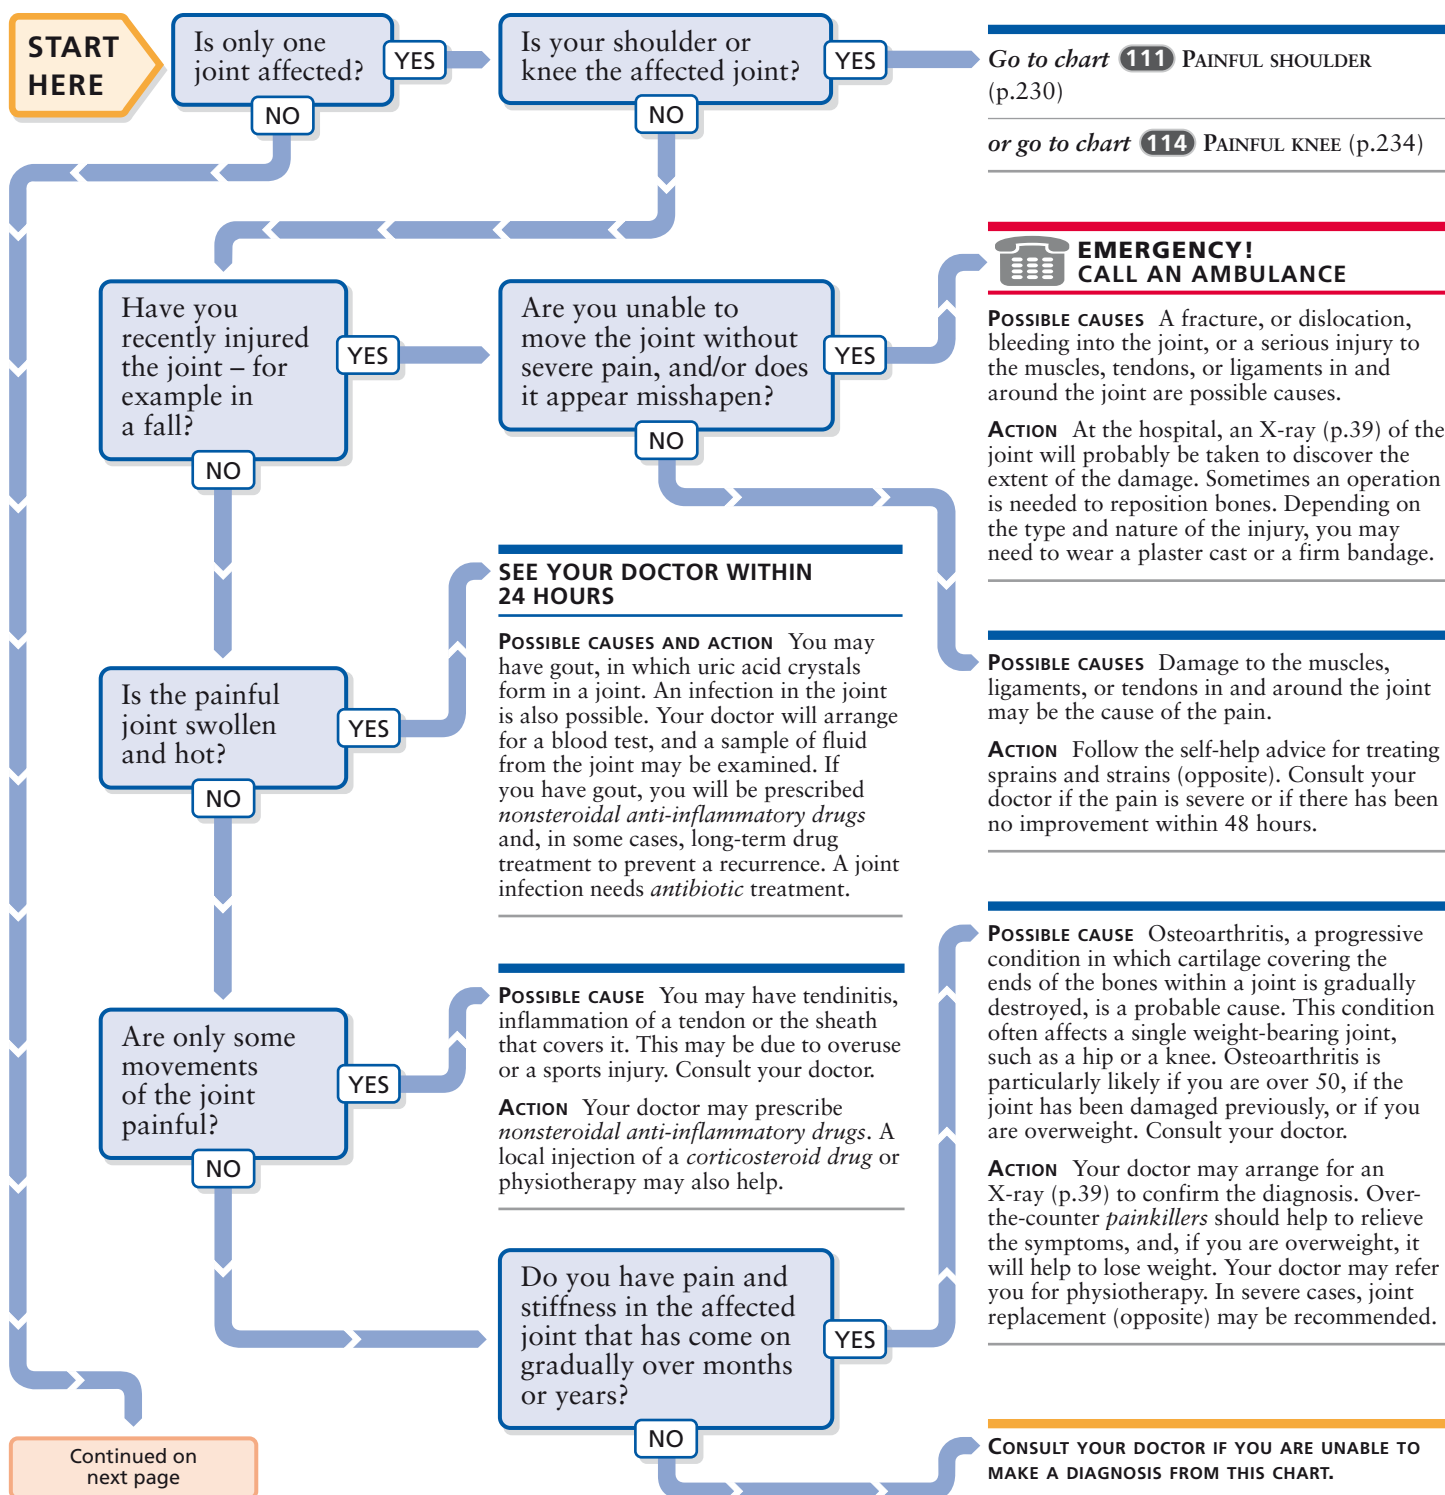 START
HERE
Is only one
joint affected?
YES
NO
Is your shoulder or
knee the affected joint?
YES
NO
Go to chart 111 PAINFUL SHOULDER
(p.230)
or go to chart 114 PAINFUL KNEE (p.234)
Have you
recently injured
the joint – for
example in
a fall?
YES
NO
Are you unable to
move the joint without
severe pain, and/or does
it appear misshapen?
YES
NO
EMERGENCY!
CALL AN AMBULANCE
POSSIBLE CAUSES A fracture, or dislocation,
bleeding into the joint, or a serious injury to
the muscles, tendons, or ligaments in and
around the joint are possible causes.
ACTION At the hospital, an X-ray (p.39) of the
joint will probably be taken to discover the
extent of the damage. Sometimes an operation
is needed to reposition bones. Depending on
the type and nature of the injury, you may
need to wear a plaster cast or a firm bandage.
POSSIBLE CAUSES Damage to the muscles,
ligaments, or tendons in and around the joint
may be the cause of the pain.
ACTION Follow the self-help advice for treating
sprains and strains (opposite). Consult your
doctor if the pain is severe or if there has been
no improvement within 48 hours.
Is the painful
joint swollen
and hot?
YES
NO
SEE YOUR DOCTOR WITHIN
24 HOURS
POSSIBLE CAUSES AND ACTION You may
have gout, in which uric acid crystals
form in a joint. An infection in the joint
is also possible. Your doctor will arrange
for a blood test, and a sample of fluid
from the joint may be examined. If
you have gout, you will be prescribed
nonsteroidal anti-inflammatory drugs
and, in some cases, long-term drug
treatment to prevent a recurrence. A joint
infection needs antibiotic treatment.
Are only some
movements
of the joint
painful?
YES
NO
POSSIBLE CAUSE You may have tendinitis,
inflammation of a tendon or the sheath
that covers it. This may be due to overuse
or a sports injury. Consult your doctor.
ACTION Your doctor may prescribe
nonsteroidal anti-inflammatory drugs. A
local injection of a corticosteroid drug or
physiotherapy may also help.
Do you have pain and
stiffness in the affected
joint that has come on
gradually over months
or years?
YES
NO
POSSIBLE CAUSE Osteoarthritis, a progressive
condition in which cartilage covering the
ends of the bones within a joint is gradually
destroyed, is a probable cause. This condition
often affects a single weight-bearing joint,
such as a hip or a knee. Osteoarthritis is
particularly likely if you are over 50, if the
joint has been damaged previously, or if you
are overweight. Consult your doctor.
ACTION Your doctor may arrange for an
X-ray (p.39) to confirm the diagnosis. Over-
the-counter painkillers should help to relieve
the symptoms, and, if you are overweight, it
will help to lose weight. Your doctor may refer
you for physiotherapy. In severe cases, joint
replacement (opposite) may be recommended.
CONSULT YOUR DOCTOR IF YOU ARE UNABLE TO
MAKE A DIAGNOSIS FROM THIS CHART.
Continued on
next page